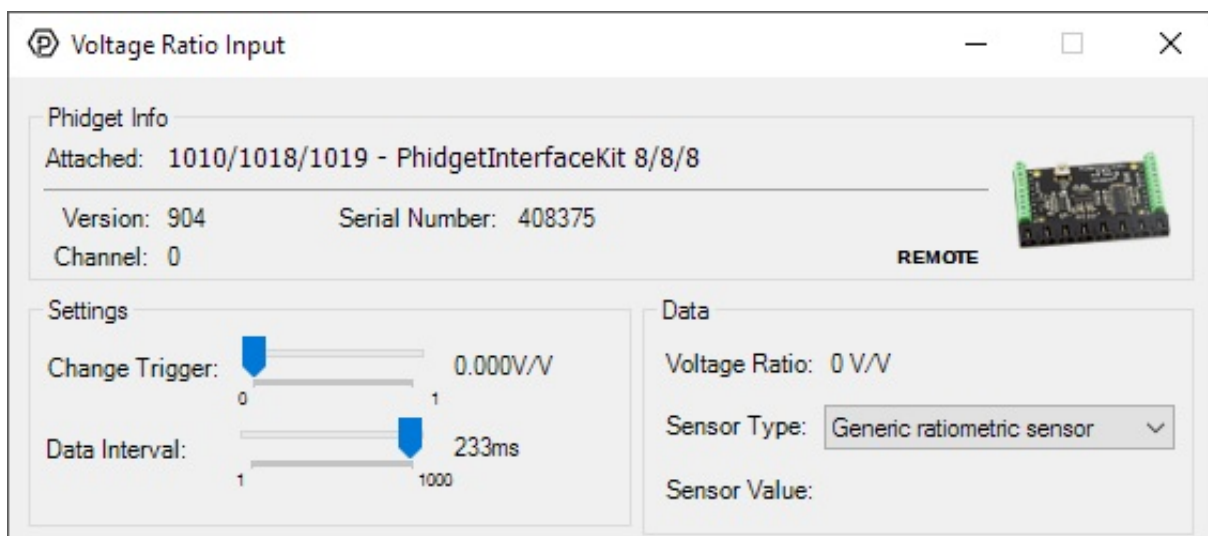 Voltage Ratio Input
Phidget Info
Attached: 1010/1018/1019 - PhidgetInterfaceKit 8/8/8
Version: 904 Serial Number: 408375
Channel: 0 REMOTE
Settings
Change Trigger: 0.000V/V
0 1
Data Interval: 233ms
1 1000
Data
Voltage Ratio: 0 V/V
Sensor Type: Generic ratiometric sensor
Sensor Value: